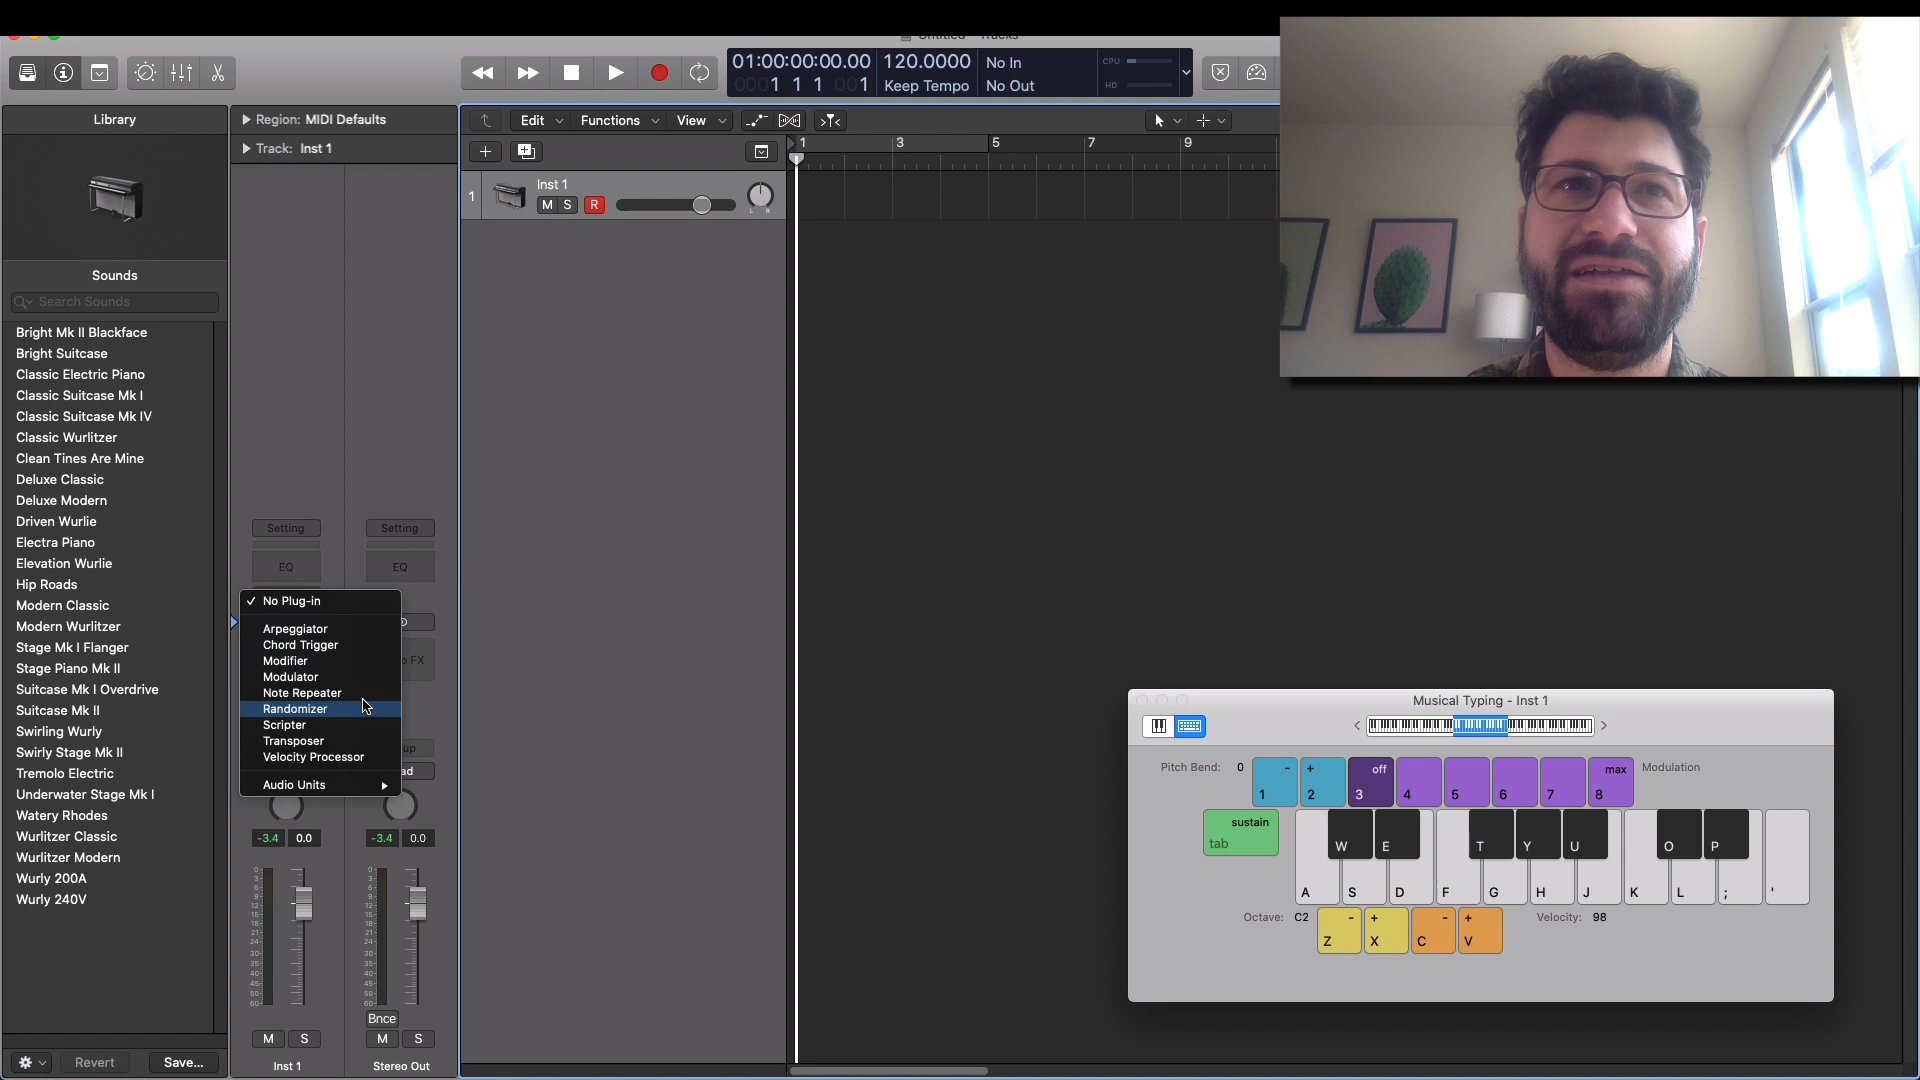 01:00:00:00.00
120.0000
No In
CPU
0001 1 1 001
Keep Tempo
No Out
HD
Library
Region: MIDI Defaults
Track: Inst 1
Edit
Functions
View
1 3 5 7 9
1
Inst 1
M S R
L R
Sounds
Search Sounds
Bright Mk II Blackface
Bright Suitcase
Classic Electric Piano
Classic Suitcase Mk I
Classic Suitcase Mk IV
Classic Wurlitzer
Clean Tines Are Mine
Deluxe Classic
Deluxe Modern
Driven Wurlie
Electra Piano
Elevation Wurlie
Hip Roads
Modern Classic
Modern Wurlitzer
Stage Mk I Flanger
Stage Piano Mk II
Suitcase Mk I Overdrive
Suitcase Mk II
Swirling Wurly
Swirly Stage Mk II
Tremolo Electric
Underwater Stage Mk I
Watery Rhodes
Wurlitzer Classic
Wurlitzer Modern
Wurly 200A
Wurly 240V
Revert
Save...
Setting
Setting
EQ
EQ
✓ No Plug-in
Arpeggiator
Chord Trigger
Modifier
Modulator
Note Repeater
Randomizer
Scripter
Transposer
Velocity Processor
Audio Units
FX
-3.4 0.0
-3.4 0.0
Bnce
M S
M S
Inst 1
Stereo Out
Musical Typing - Inst 1
Pitch Bend: 0
- +
off
max
Modulation
1 2 3 4 5 6 7 8
sustain
tab
W E T Y U O P
A S D F G H J K L ; '
Octave: C2
- + - +
Velocity: 98
Z X C V